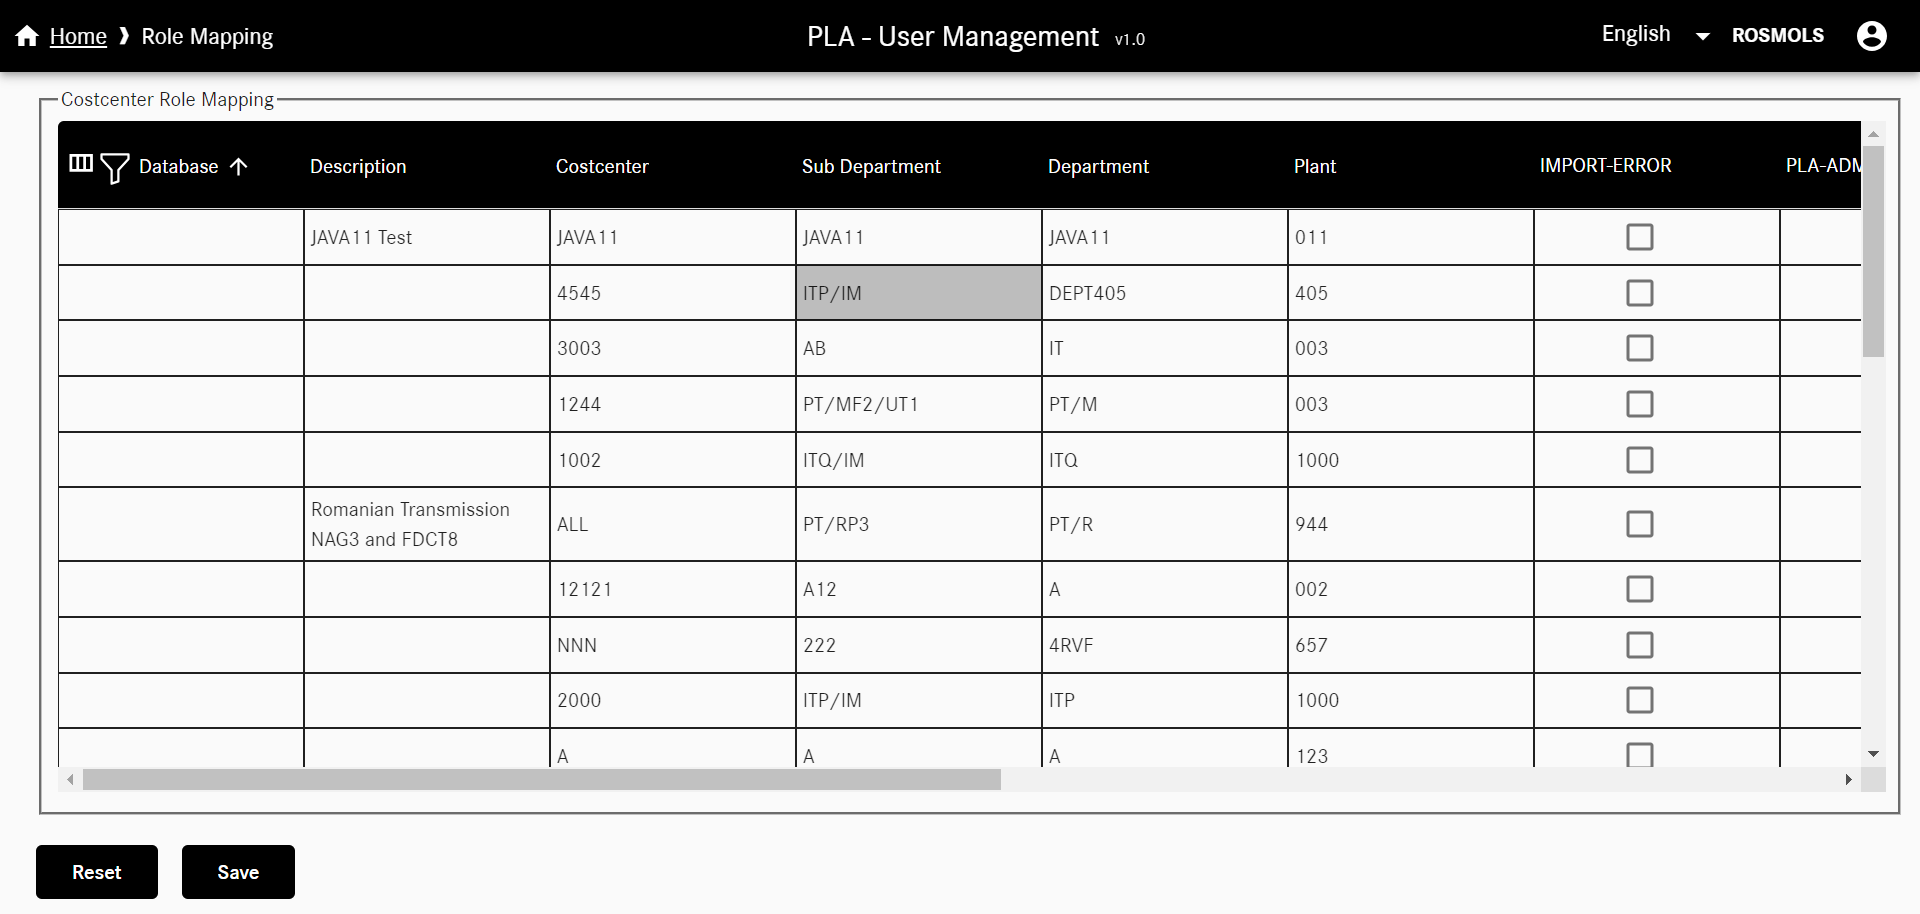 Home ❱ Role Mapping
PLA - User Management v1.0
English
ROSMOLS
Costcenter Role Mapping
Database Description Costcenter Sub Department Department Plant IMPORT-ERROR PLA-ADM
JAVA11 Test JAVA11 JAVA11 JAVA11 011
4545 ITP/IM DEPT405 405
3003 AB IT 003
1244 PT/MF2/UT1 PT/M 003
1002 ITQ/IM ITQ 1000
Romanian Transmission
NAG3 and FDCT8
ALL PT/RP3 PT/R 944
12121 A12 A 002
NNN 222 4RVF 657
2000 ITP/IM ITP 1000
A A A 123
Reset Save